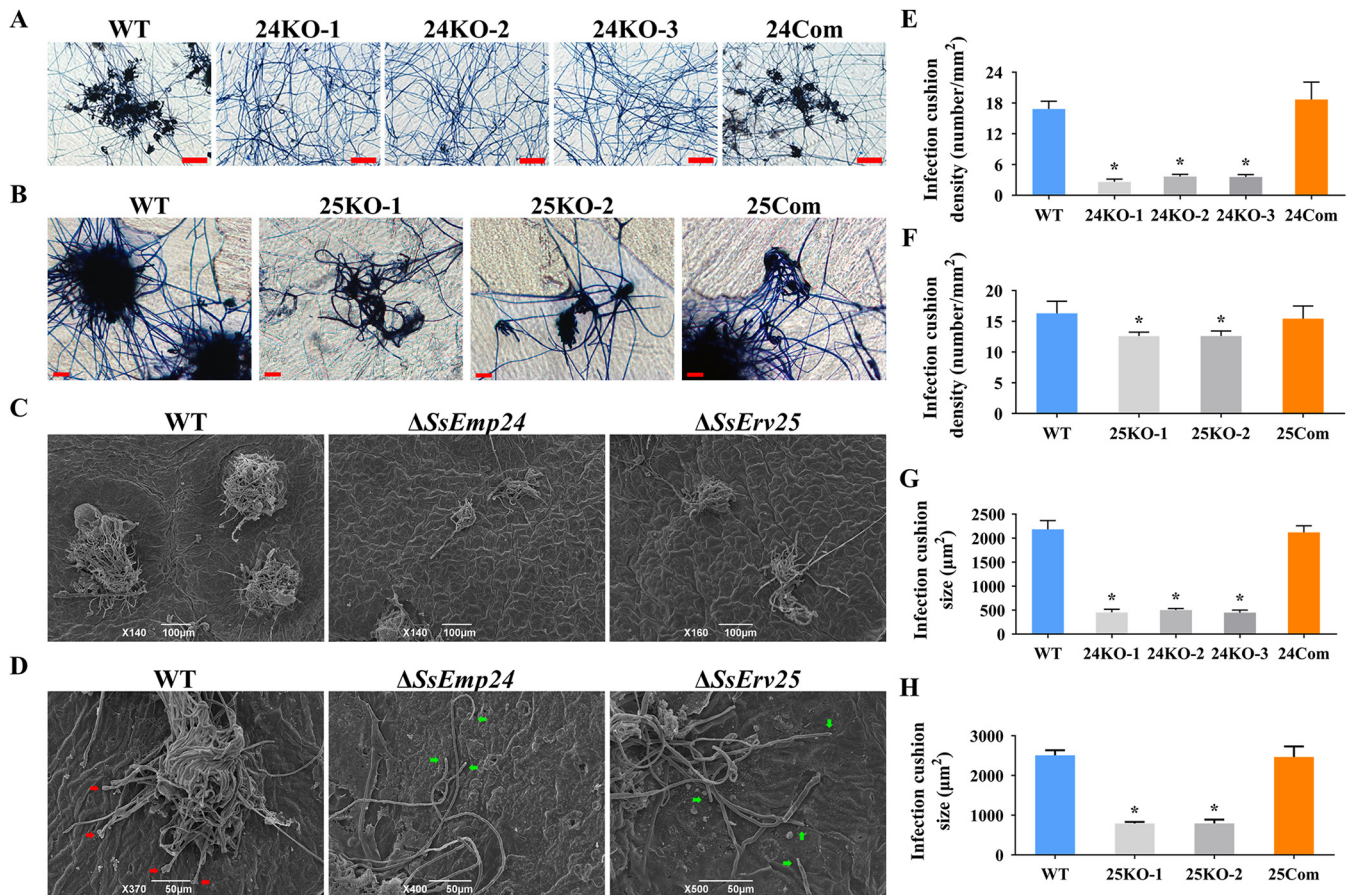 A
WT
24KO-1
24KO-2
24KO-3
24Com
B
WT
25KO-1
25KO-2
25Com
C
WT
ΔSsEmp24
ΔSsErv25
X140
100μm
X140
100μm
X160
100μm
D
WT
ΔSsEmp24
ΔSsErv25
X370
50μm
X400
50μm
X500
50μm
E
Infection cushion
density (number/mm²)
24
18
12
6
0
*
*
*
WT
24KO-1
24KO-2
24KO-3
24Com
F
Infection cushion
density (number/mm²)
20
15
10
5
0
*
*
WT
25KO-1
25KO-2
25Com
G
Infection cushion
size (μm²)
2500
2000
1500
1000
500
0
*
*
*
WT
24KO-1
24KO-2
24KO-3
24Com
H
Infection cushion
size (μm²)
3000
2000
1000
0
*
*
WT
25KO-1
25KO-2
25Com